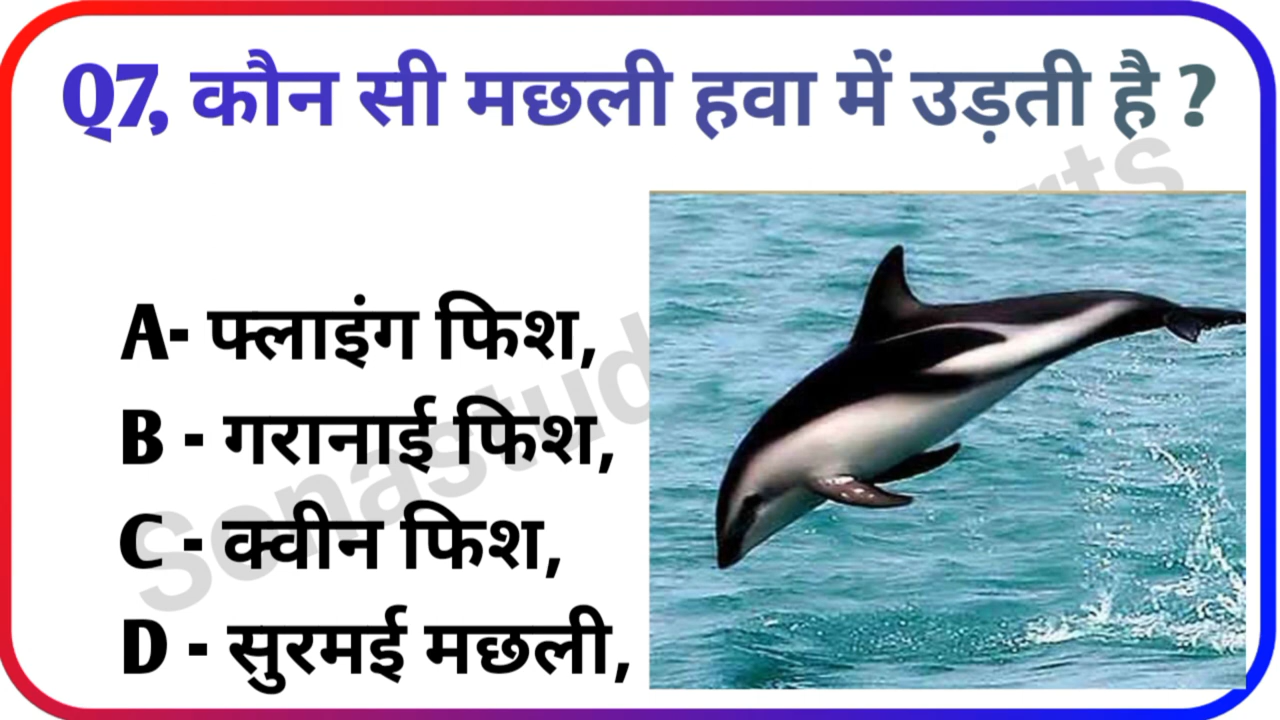 Q7, कौन सी मछली हवा में उड़ती है ?
A- फ्लाइंग फिश,
B - गरानाई फिश,
C - क्वीन फिश,
D - सुरमई मछली,